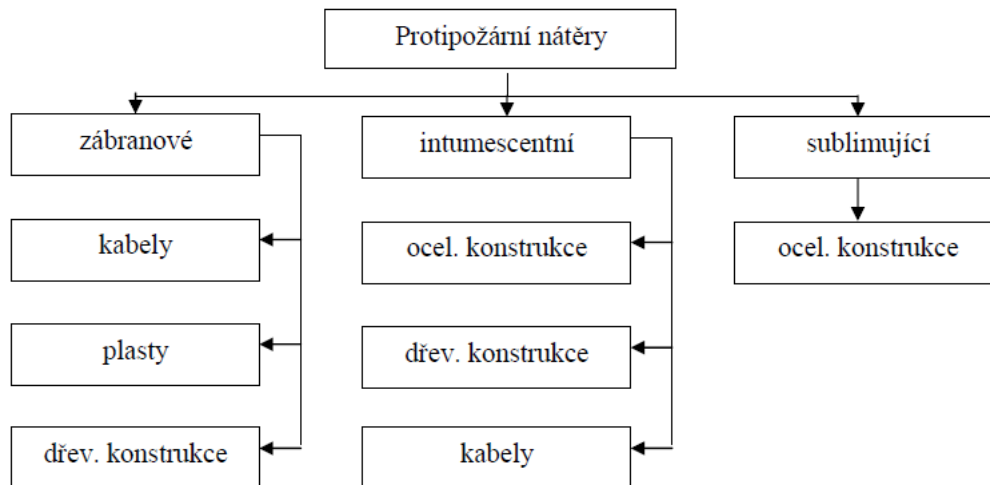 Protipožární nátěry
zábranové
intumescentní
sublimující
kabely
ocel. konstrukce
ocel. konstrukce
plasty
dřev. konstrukce
dřev. konstrukce
kabely